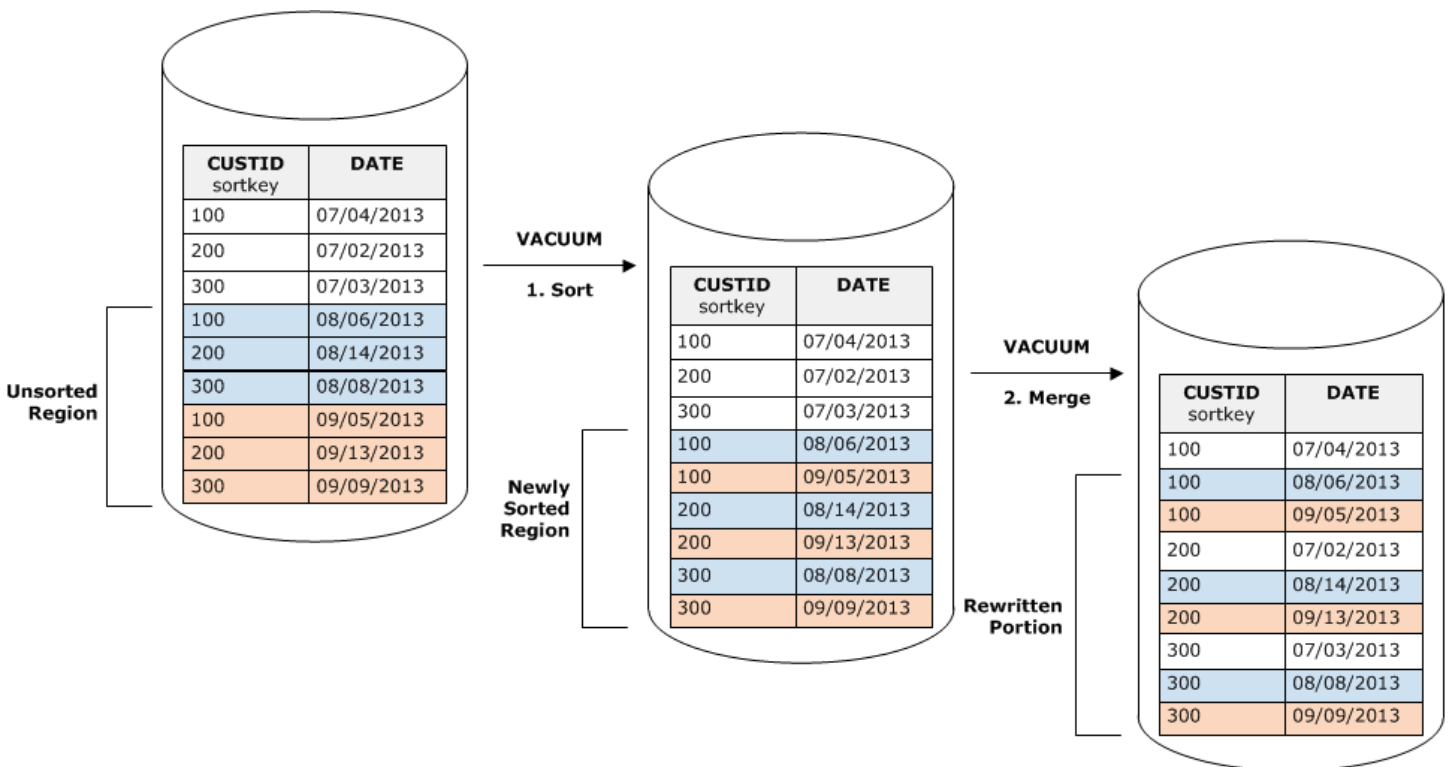 CUSTID DATE
sortkey
100 07/04/2013
200 07/02/2013
300 07/03/2013
100 08/06/2013
200 08/14/2013
300 08/08/2013
100 09/05/2013
200 09/13/2013
300 09/09/2013
Unsorted
Region
VACUUM
1. Sort
CUSTID DATE
sortkey
100 07/04/2013
200 07/02/2013
300 07/03/2013
100 08/06/2013
100 09/05/2013
200 08/14/2013
200 09/13/2013
300 08/08/2013
300 09/09/2013
Newly
Sorted
Region
VACUUM
2. Merge
CUSTID DATE
sortkey
100 07/04/2013
100 08/06/2013
100 09/05/2013
200 07/02/2013
200 08/14/2013
200 09/13/2013
300 07/03/2013
300 08/08/2013
300 09/09/2013
Rewritten
Portion